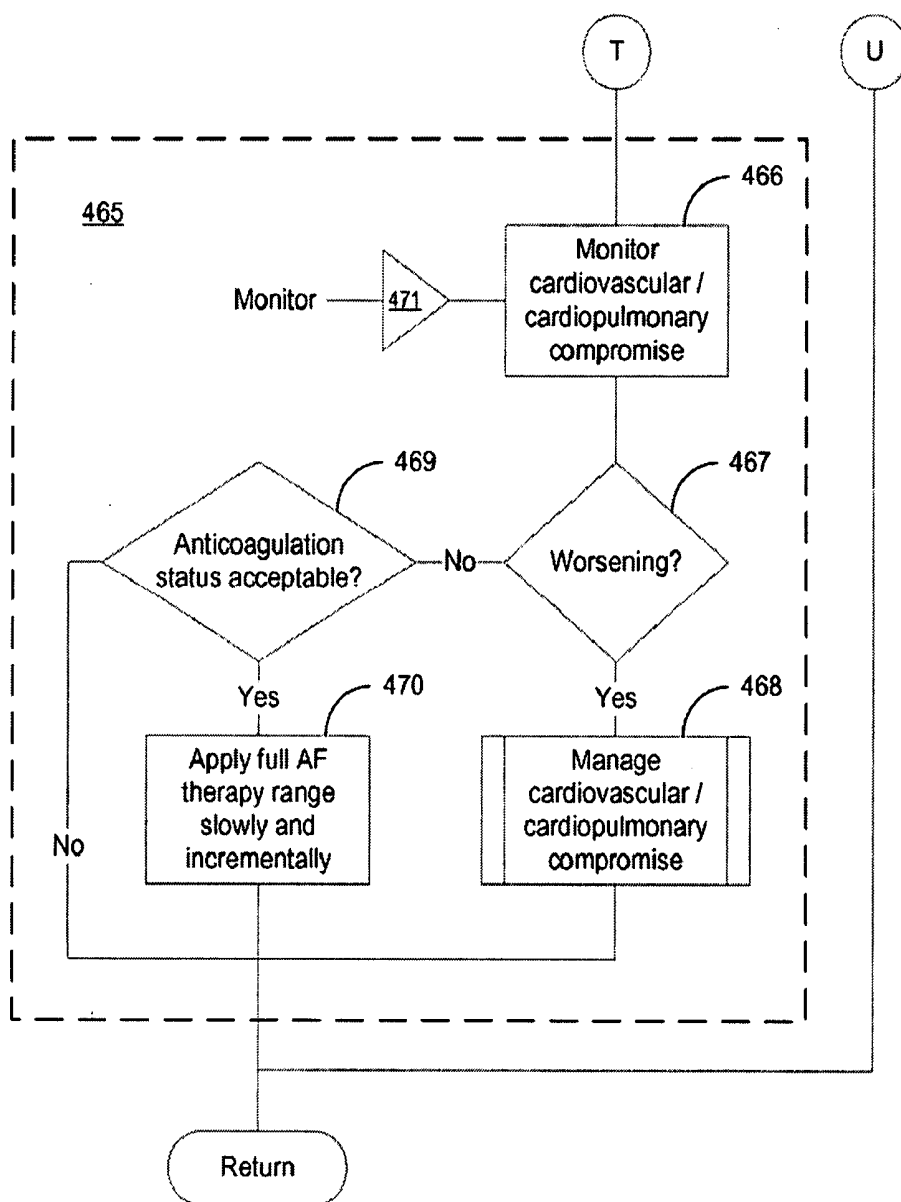 T
U
466
465
Monitor
cardiovascular /
cardiopulmonary
compromise
Monitor
471
469
467
Anticoagulation
status acceptable?
No
Worsening?
Yes
470
Yes
468
Apply full AF
therapy range
slowly and
incrementally
Manage
cardiovascular /
cardiopulmonary
compromise
No
Return